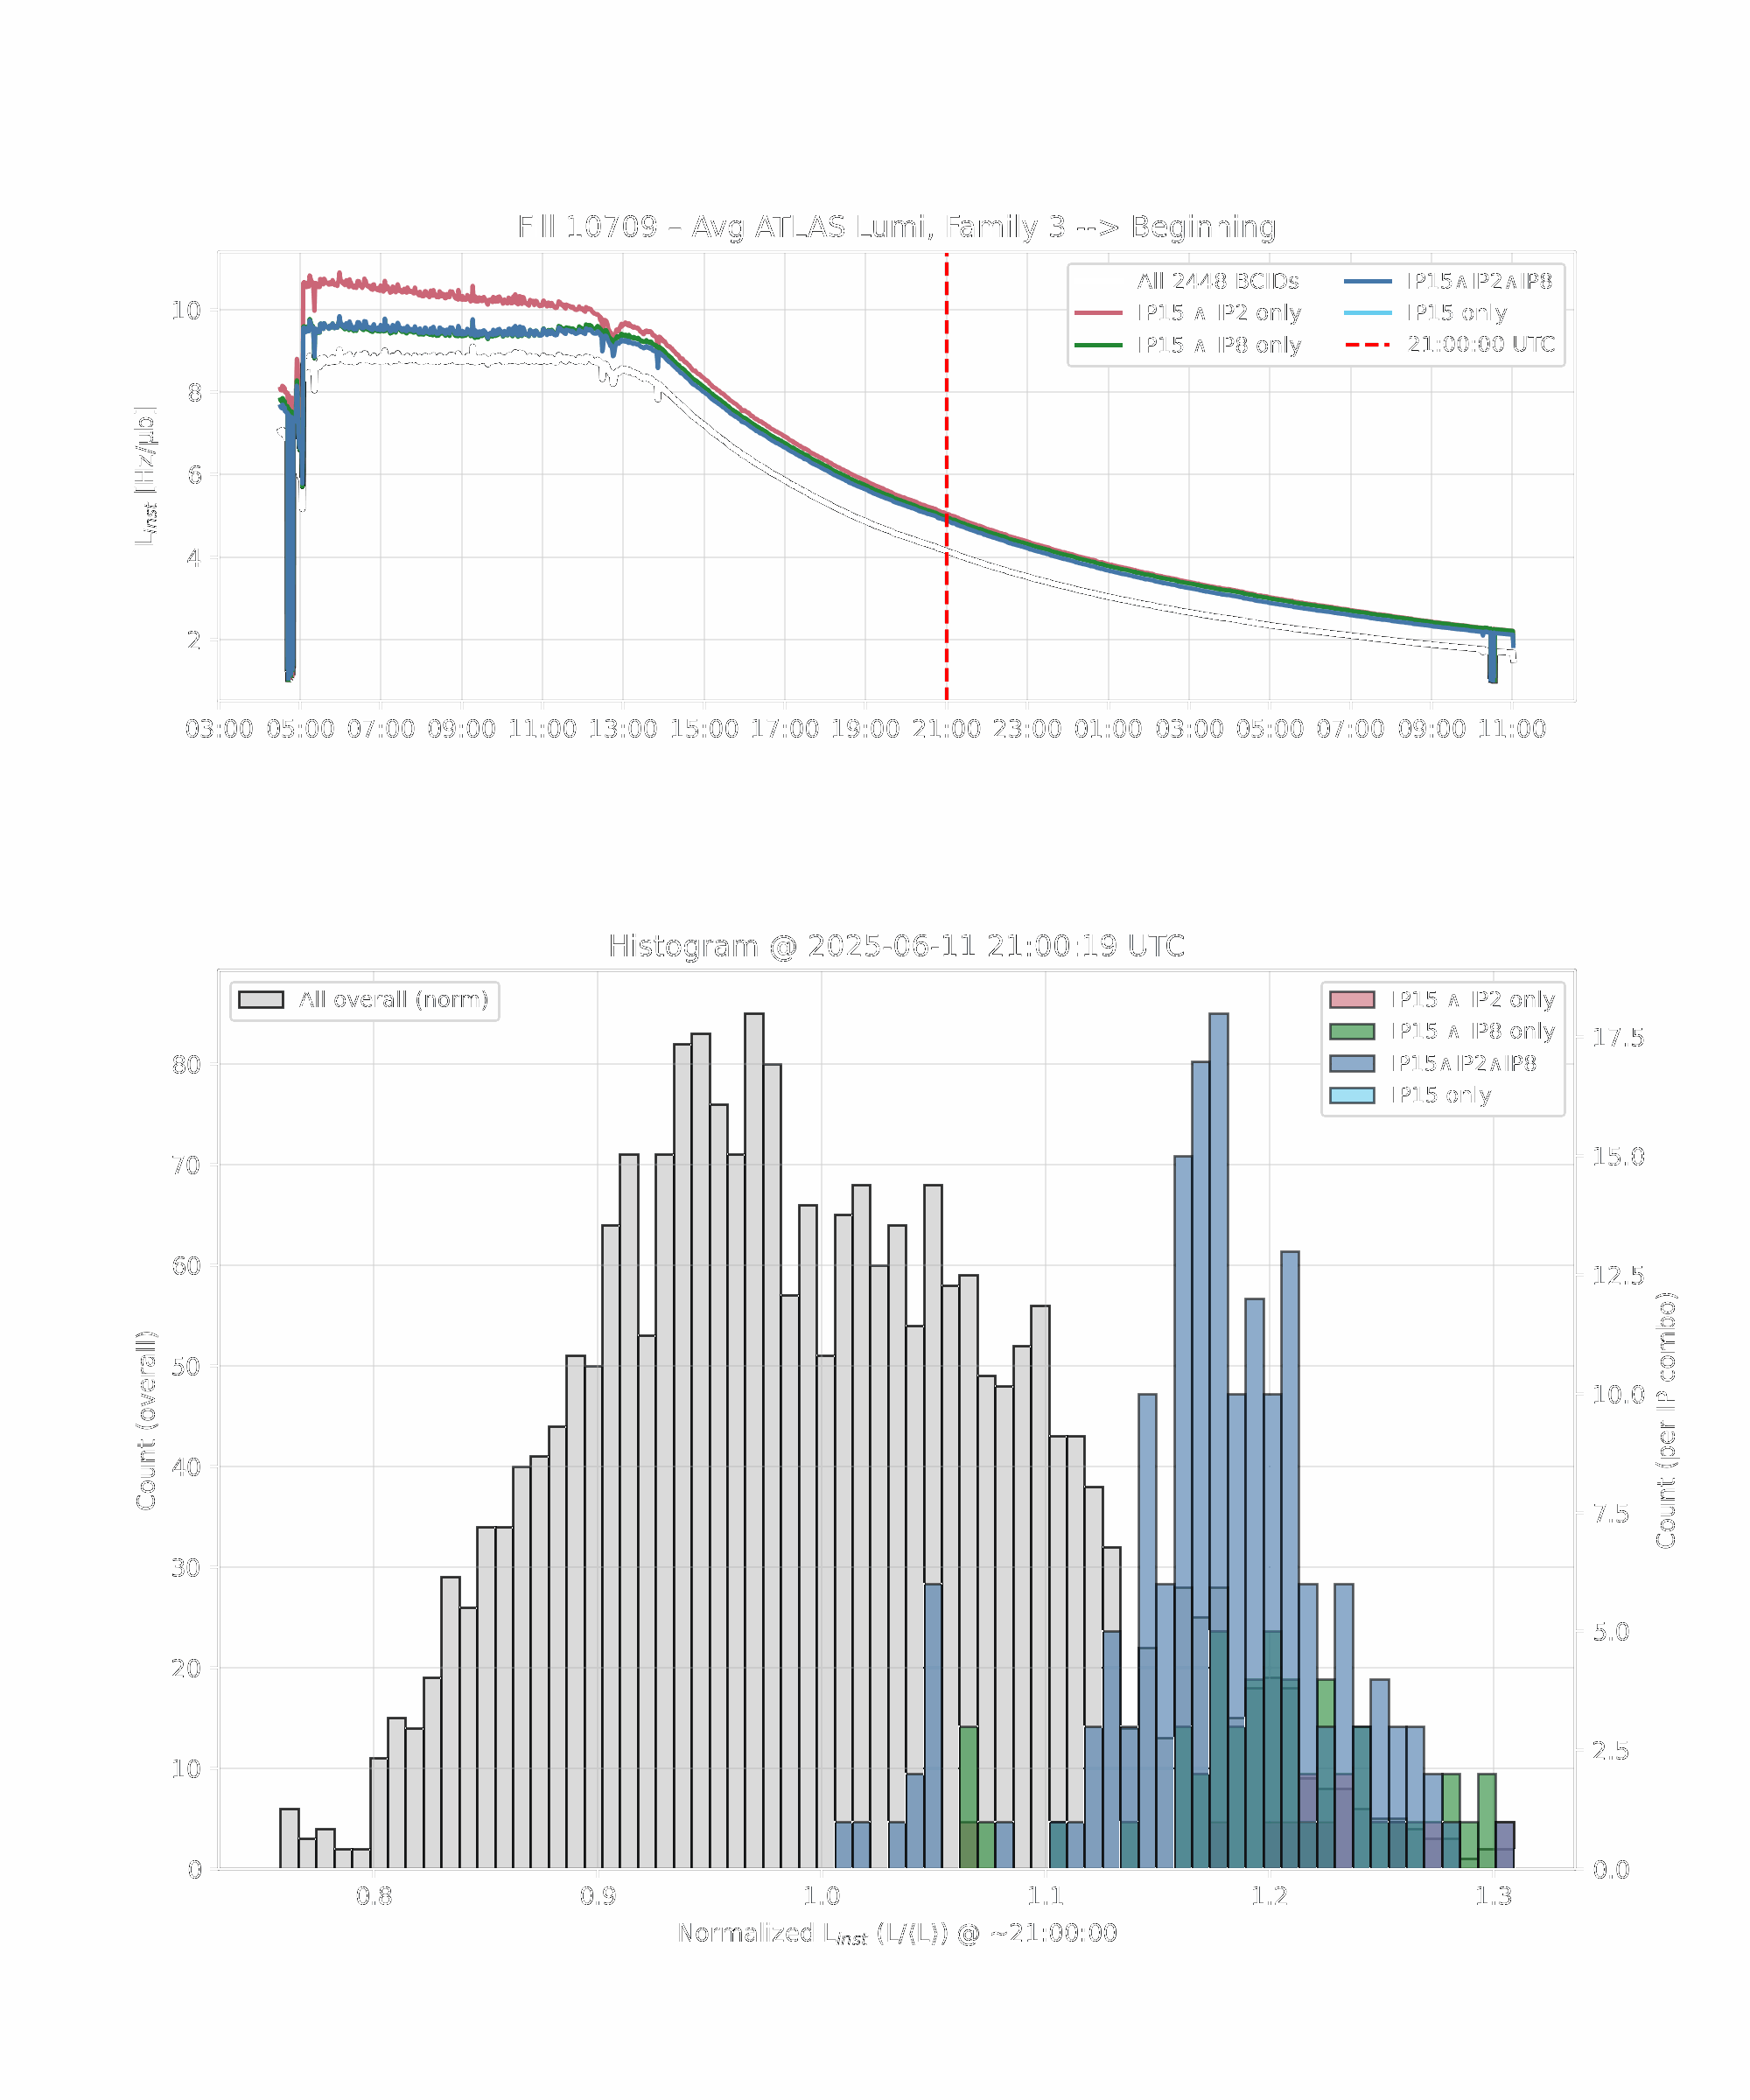 Fill 10709 – Avg ATLAS Lumi, Family 3 --> Beginning
All 2448 BCIDs
IP15 ∧ IP2 only
IP15 ∧ IP8 only
IP15∧IP2∧IP8
IP15 only
21:00:00 UTC
L_inst [Hz/μb]
10
8
6
4
2
03:00 05:00 07:00 09:00 11:00 13:00 15:00 17:00 19:00 21:00 23:00 01:00 03:00 05:00 07:00 09:00 11:00
Histogram @ 2025-06-11 21:00:19 UTC
All overall (norm)
IP15 ∧ IP2 only
IP15 ∧ IP8 only
IP15∧IP2∧IP8
IP15 only
Count (overall)
80
70
60
50
40
30
20
10
0
17.5
15.0
12.5
10.0
7.5
5.0
2.5
0.0
Count (per IP combo)
0.8 0.9 1.0 1.1 1.2 1.3
Normalized L_inst (L/⟨L⟩) @ ~21:00:00